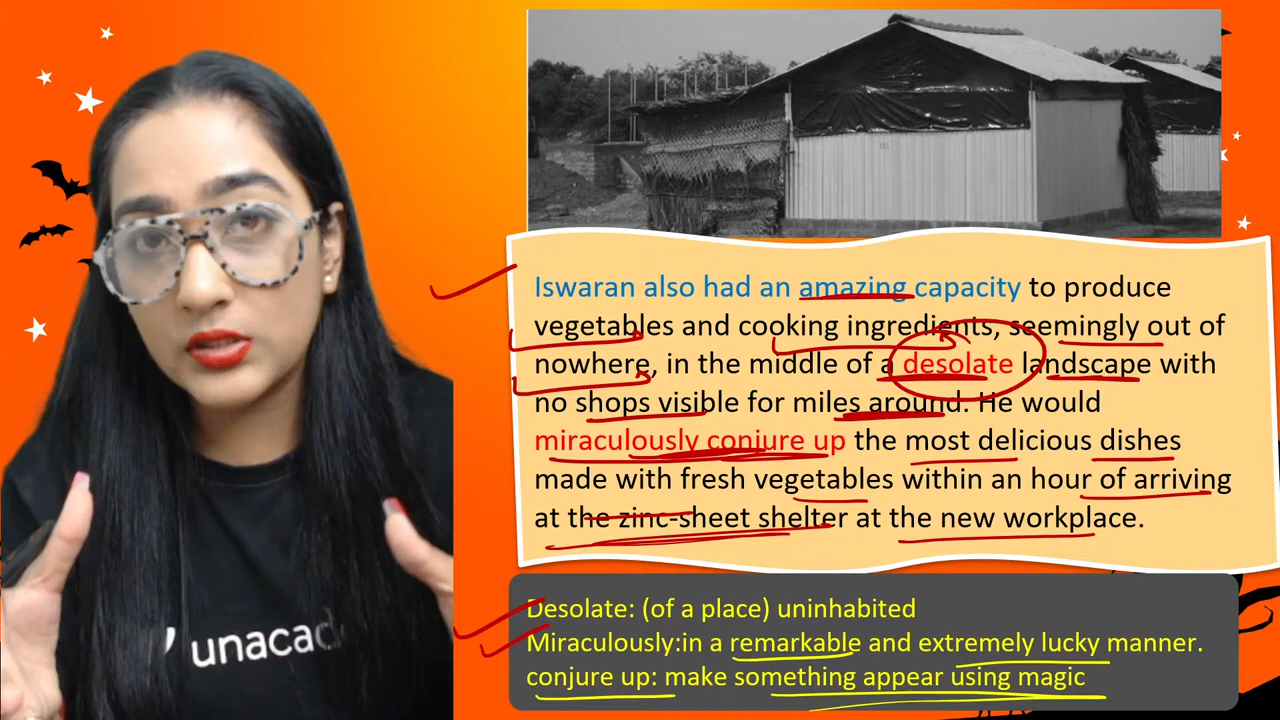 Iswaran also had an amazing capacity to produce
vegetables and cooking ingredients, seemingly out of
nowhere, in the middle of a desolate landscape with
no shops visible for miles around. He would
miraculously conjure up the most delicious dishes
made with fresh vegetables within an hour of arriving
at the zinc-sheet shelter at the new workplace.
Desolate: (of a place) uninhabited
Miraculously:in a remarkable and extremely lucky manner.
conjure up: make something appear using magic
unacad